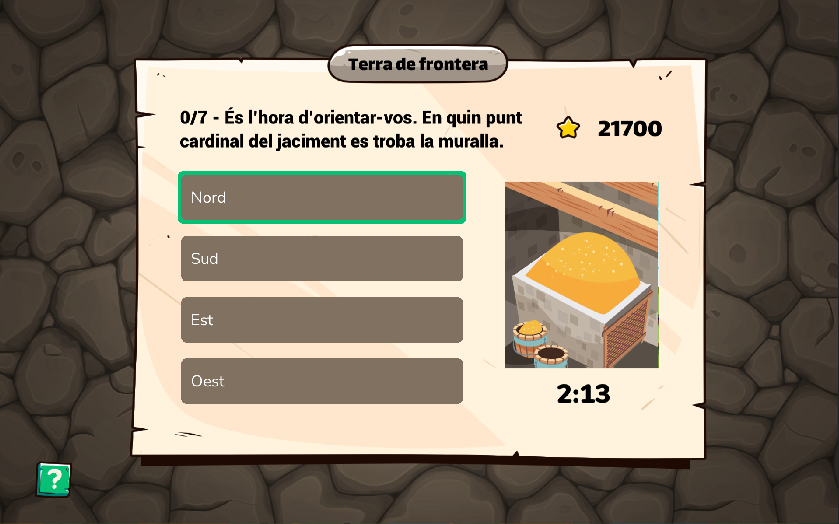 Terra de frontera
0/7 - És l'hora d'orientar-vos. En quin punt
cardinal del jaciment es troba la muralla.
21700
Nord
Sud
Est
Oest
2:13
?